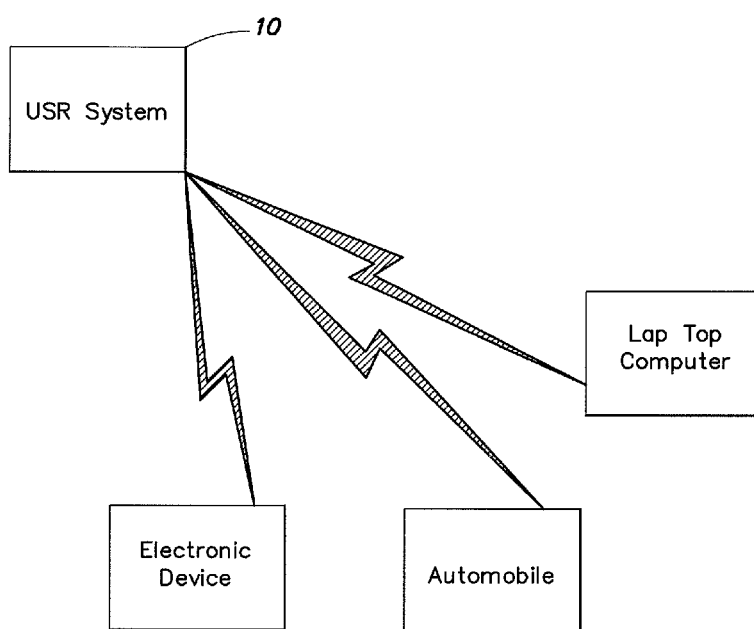 10
USR System
Lap Top
Computer
Electronic
Device
Automobile